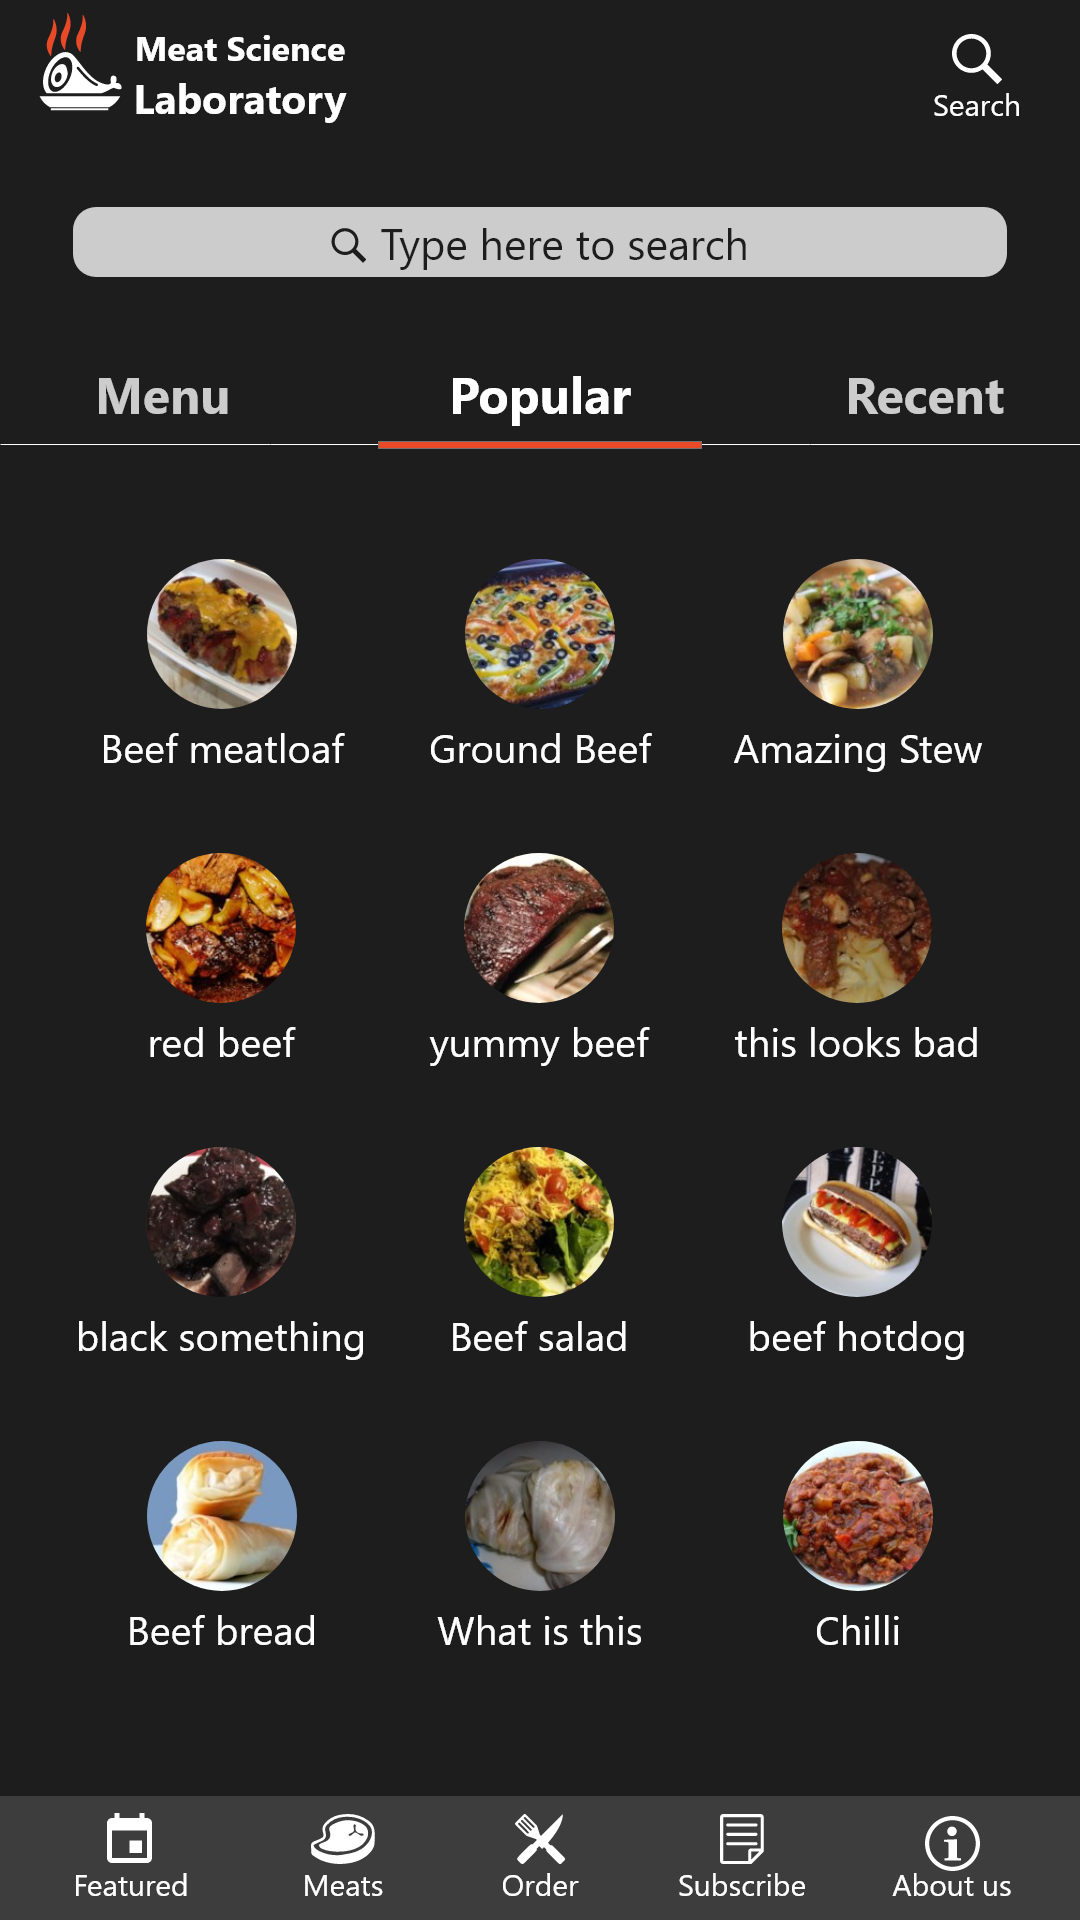 Meat Science
Laboratory
Search
Type here to search
Menu Popular Recent
Beef meatloaf Ground Beef Amazing Stew
red beef yummy beef this looks bad
black something Beef salad beef hotdog
Beef bread What is this Chilli
Featured Meats Order Subscribe About us